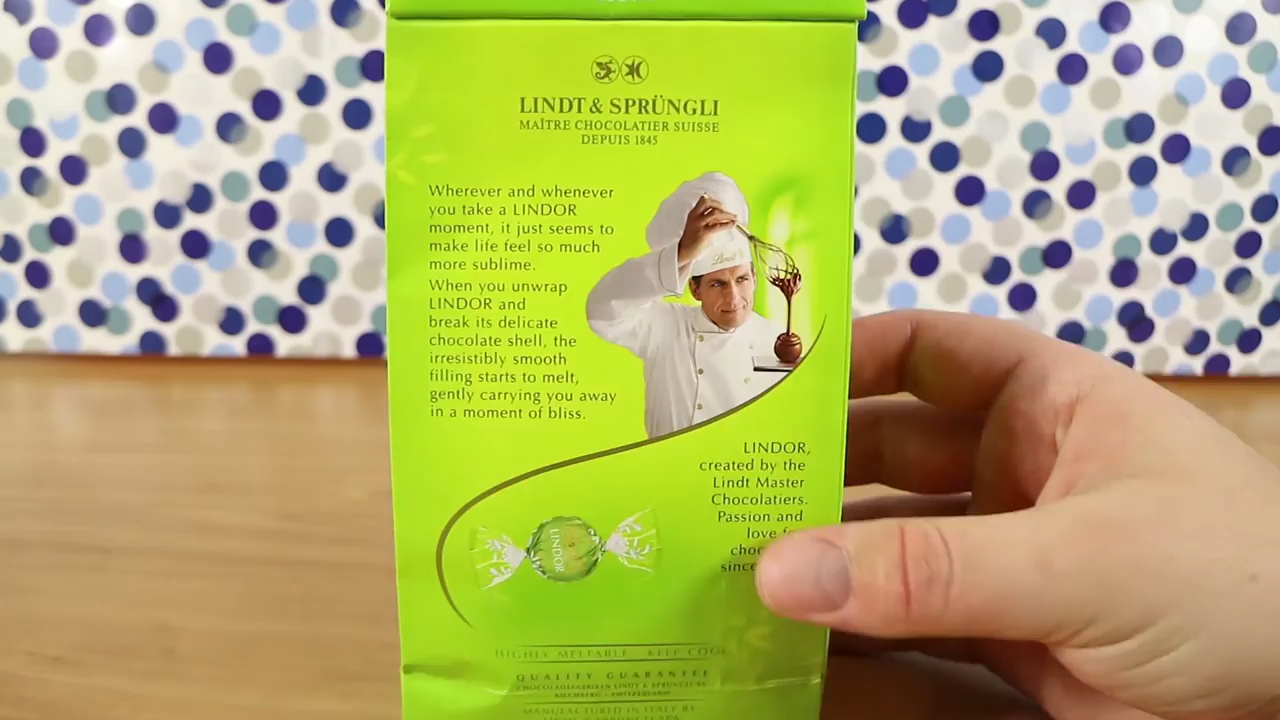 LINDT & SPRÜNGLI
MAÎTRE CHOCOLATIER SUISSE
DEPUIS 1845
Wherever and whenever
you take a LINDOR
moment, it just seems to
make life feel so much
more sublime.
When you unwrap
LINDOR and
break its delicate
chocolate shell, the
irresistibly smooth
filling starts to melt,
gently carrying you away
in a moment of bliss.
Lindt
LINDOR,
created by the
Lindt Master
Chocolatiers.
Passion and
love
since
LINDOR
HIGHLY MELTABLE - KEEP COOL
QUALITY GUARANTEE
CHOCOLADEFABRIKEN LINDT & SPRÜNGLI AG
KILCHBERG - SWITZERLAND
MANUFACTURED IN ITALY BY